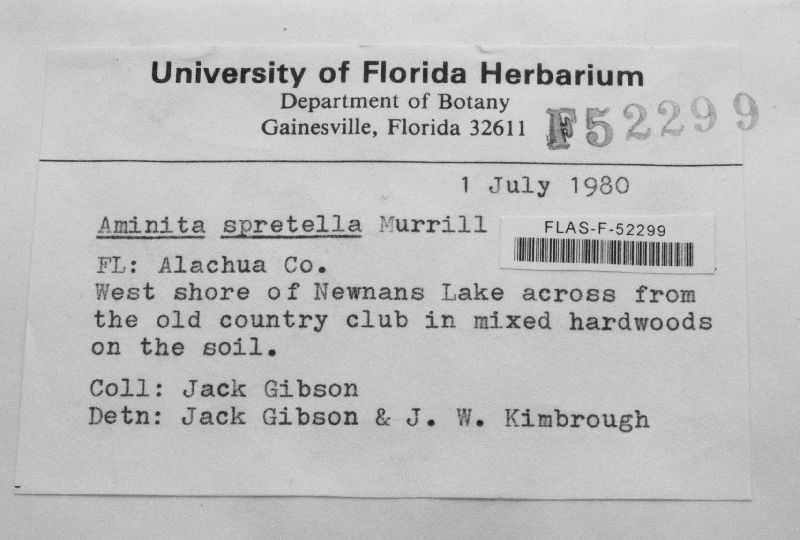 University of Florida Herbarium
Department of Botany
Gainesville, Florida 32611
F52299
1 July 1980
Aminita spretella Murrill
FLAS-F-52299
FL: Alachua Co.
West shore of Newnans Lake across from
the old country club in mixed hardwoods
on the soil.
Coll: Jack Gibson
Detn: Jack Gibson & J. W. Kimbrough